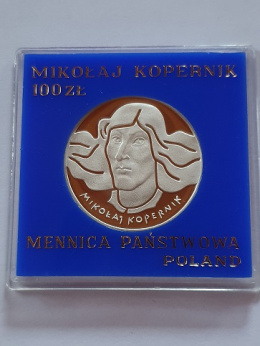 MIKOŁAJ KOPERNIK
100 ZŁ
MIKOŁAJ KOPERNIK
MENNICA PAŃSTWOWA
POLAND